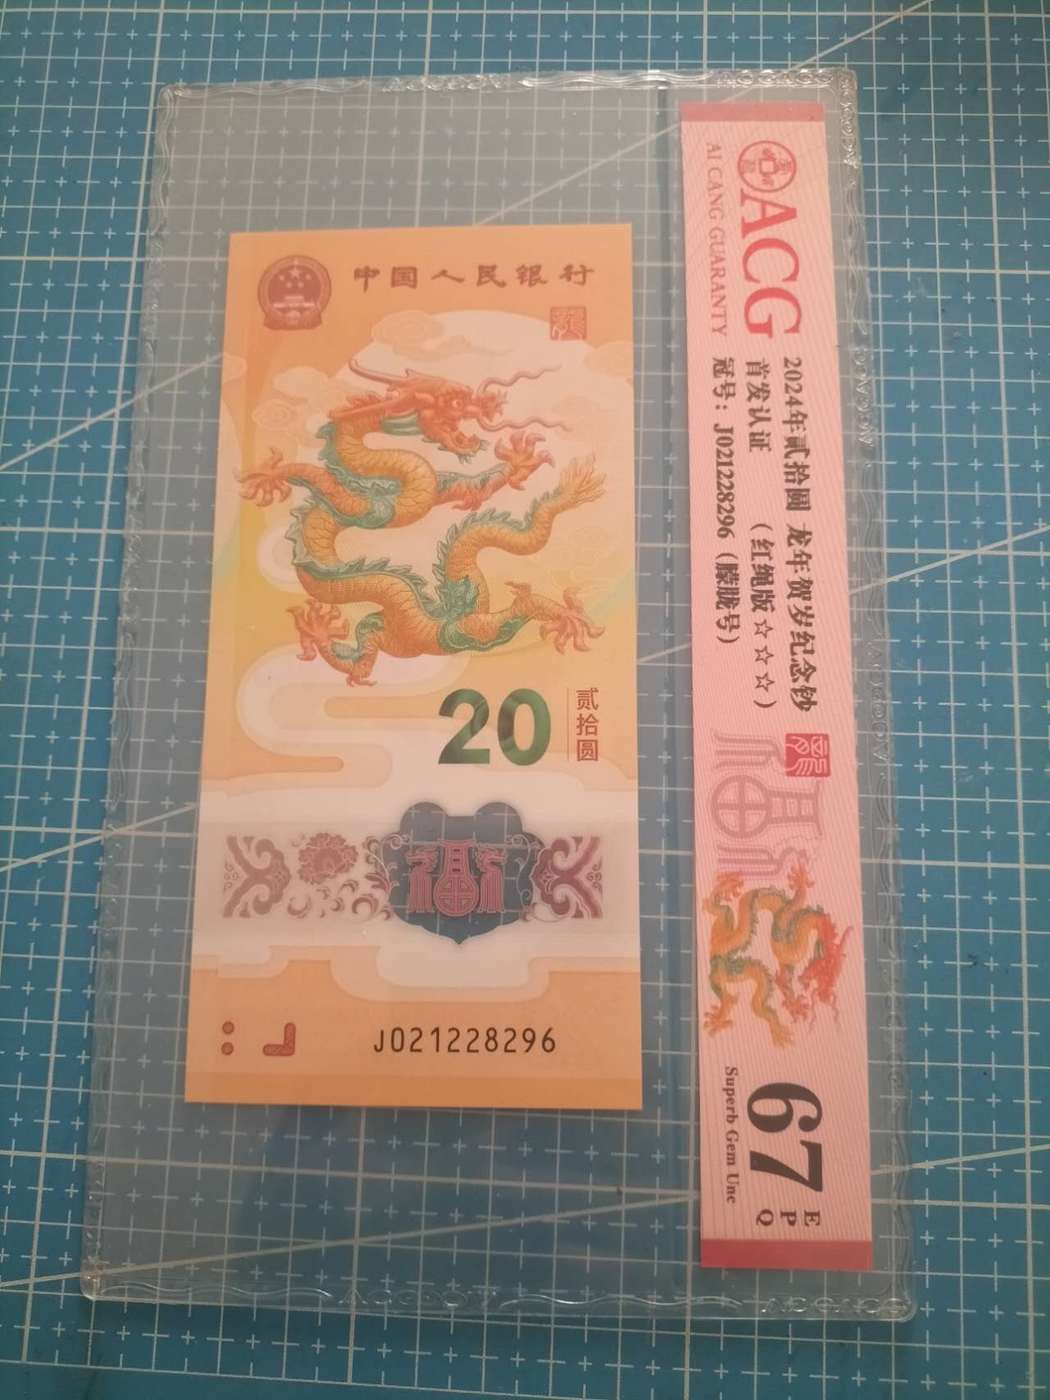 中国人民银行
20
贰拾圆
J021228296
ACG
AI CANG GUARANTY
2024年贰拾圆 龙年贺岁纪念钞
首发认证 （红绳版☆☆☆）
冠号：J021228296（朦胧号）
67
EPQ
Superb Gem Unc